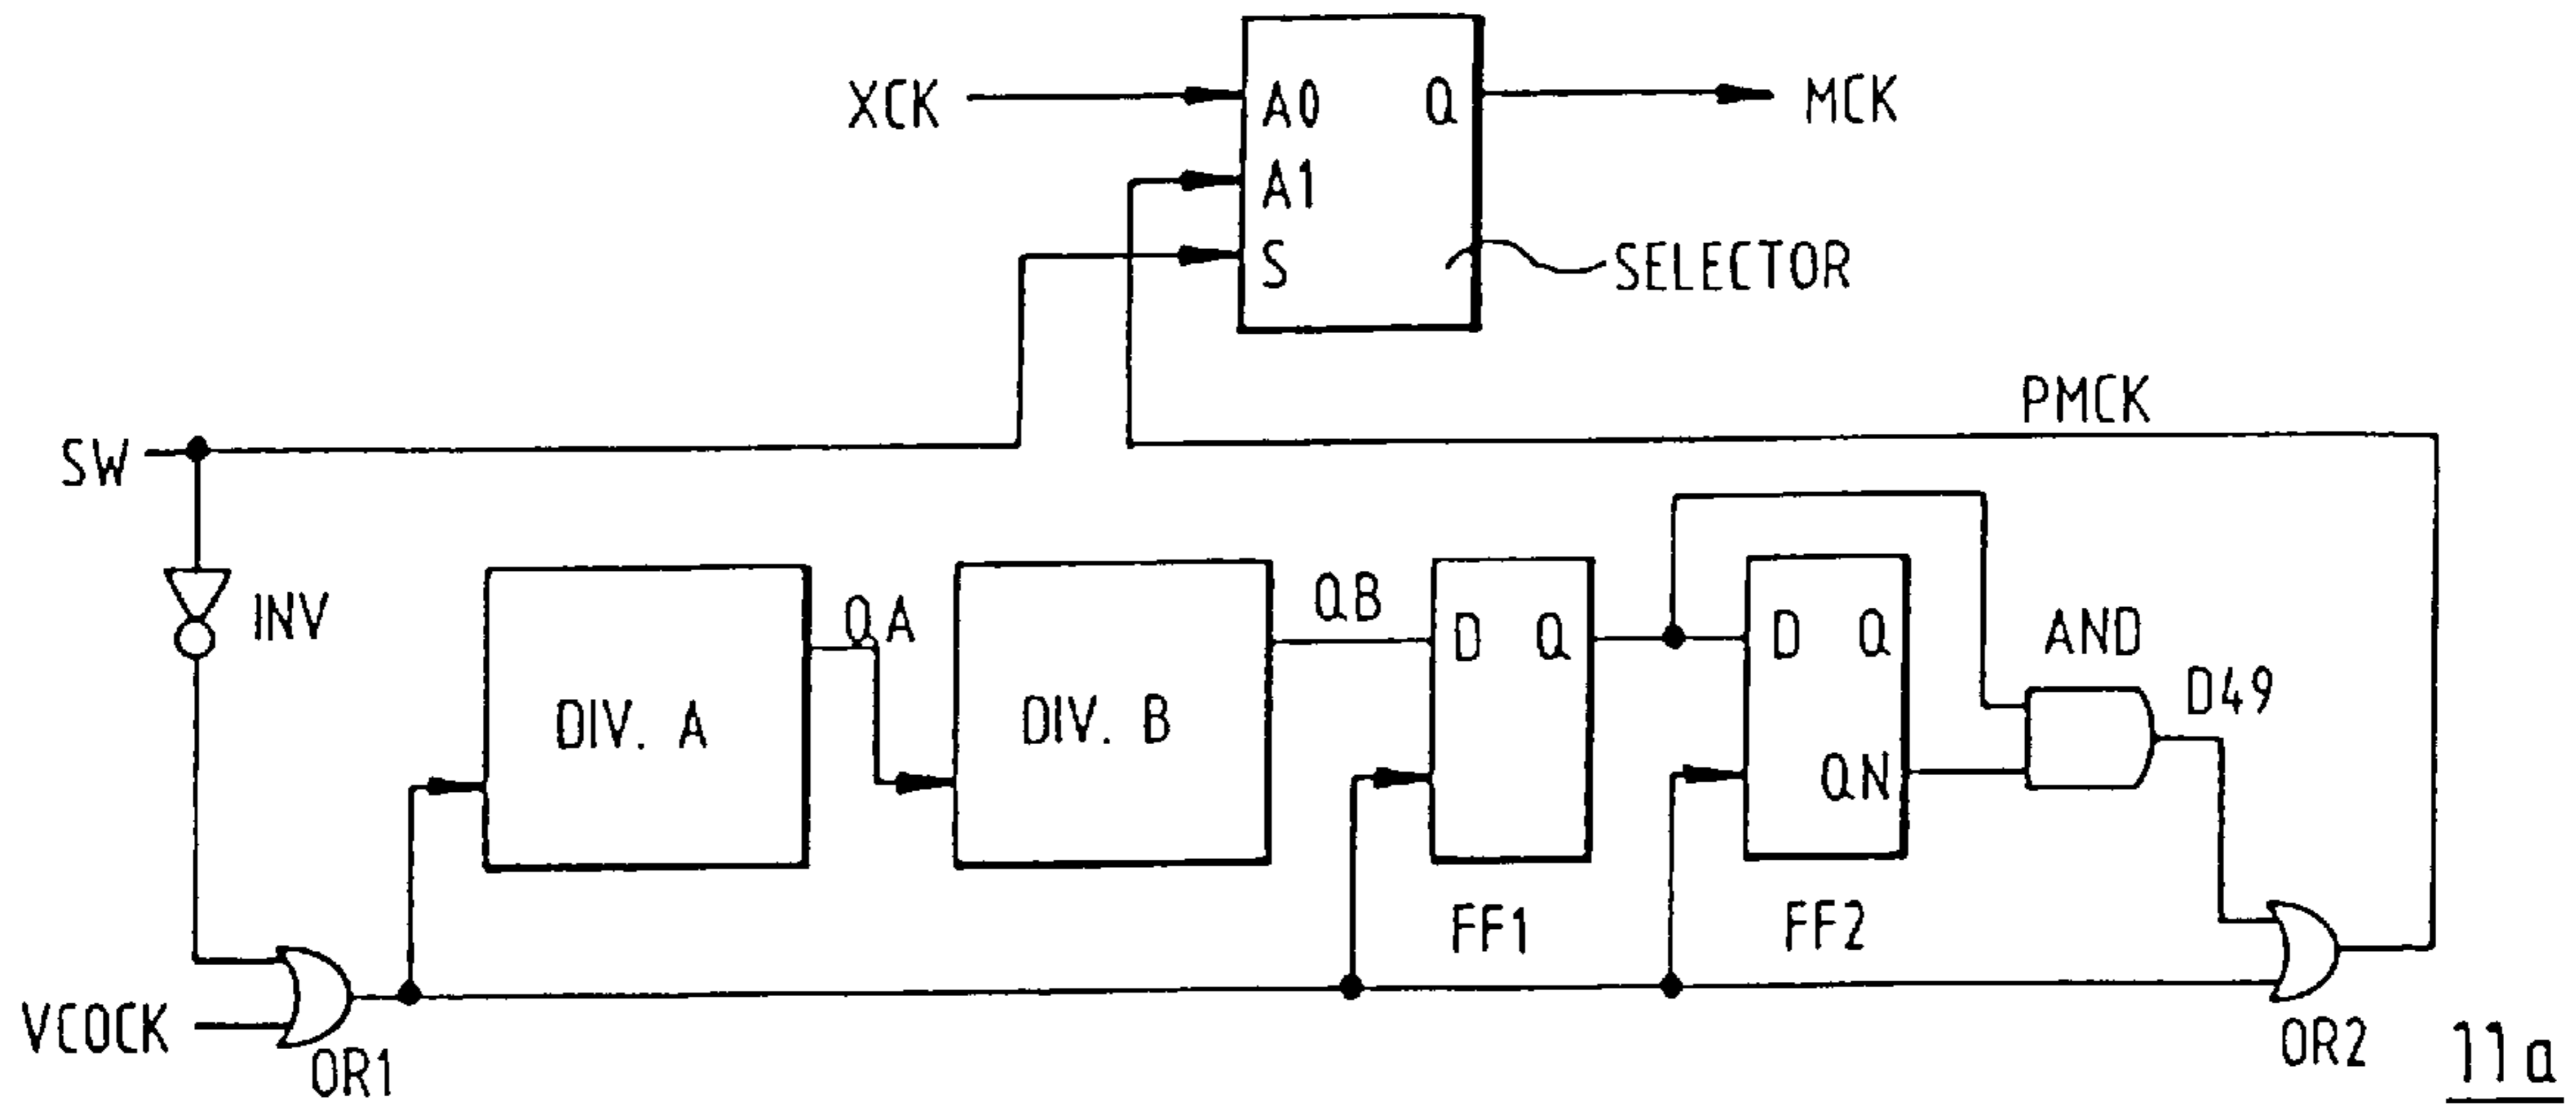 XCK
A0
Q
MCK
A1
S
SELECTOR
PMCK
SW
INV
QA
QB
D
Q
D
Q
AND
D49
DIV. A
DIV. B
QN
FF1
FF2
VCOCK
OR1
OR2
11a